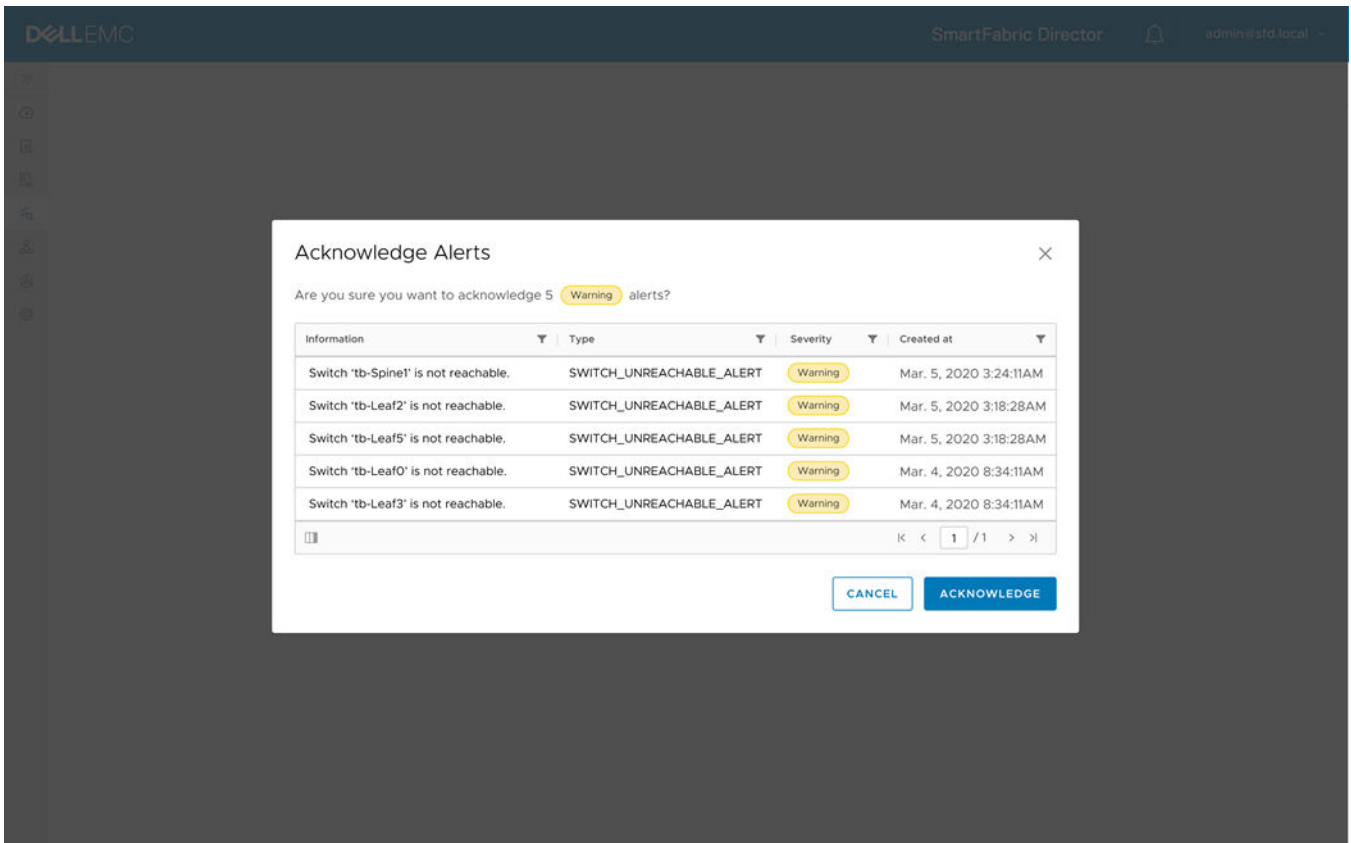 DELLEMC
SmartFabric Director
admin@sfd.local
Acknowledge Alerts
Are you sure you want to acknowledge 5 Warning alerts?
Information Type Severity Created at
Switch 'tb-Spine1' is not reachable. SWITCH_UNREACHABLE_ALERT Warning Mar. 5, 2020 3:24:11AM
Switch 'tb-Leaf2' is not reachable. SWITCH_UNREACHABLE_ALERT Warning Mar. 5, 2020 3:18:28AM
Switch 'tb-Leaf5' is not reachable. SWITCH_UNREACHABLE_ALERT Warning Mar. 5, 2020 3:18:28AM
Switch 'tb-Leaf0' is not reachable. SWITCH_UNREACHABLE_ALERT Warning Mar. 4, 2020 8:34:11AM
Switch 'tb-Leaf3' is not reachable. SWITCH_UNREACHABLE_ALERT Warning Mar. 4, 2020 8:34:11AM
1 / 1
CANCEL ACKNOWLEDGE